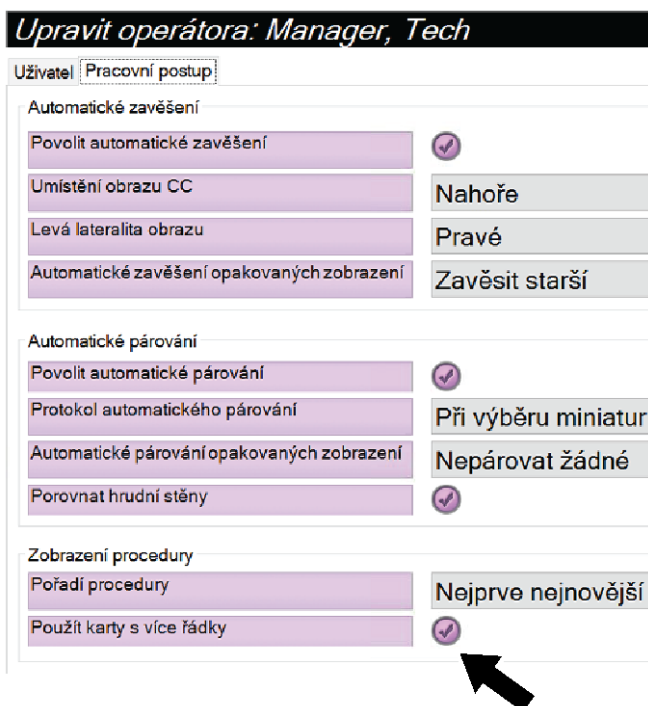 Upravit operátora: Manager, Tech
Uživatel Pracovní postup
Automatické zavěšení
Povolit automatické zavěšení
Umístění obrazu CC Nahoře
Levá lateralita obrazu Pravé
Automatické zavěšení opakovaných zobrazení Zavěsit starší
Automatické párování
Povolit automatické párování
Protokol automatického párování Při výběru miniatur
Automatické párování opakovaných zobrazení Nepárovat žádné
Porovnat hrudní stěny
Zobrazení procedury
Pořadí procedury Nejprve nejnovější
Použít karty s více řádky